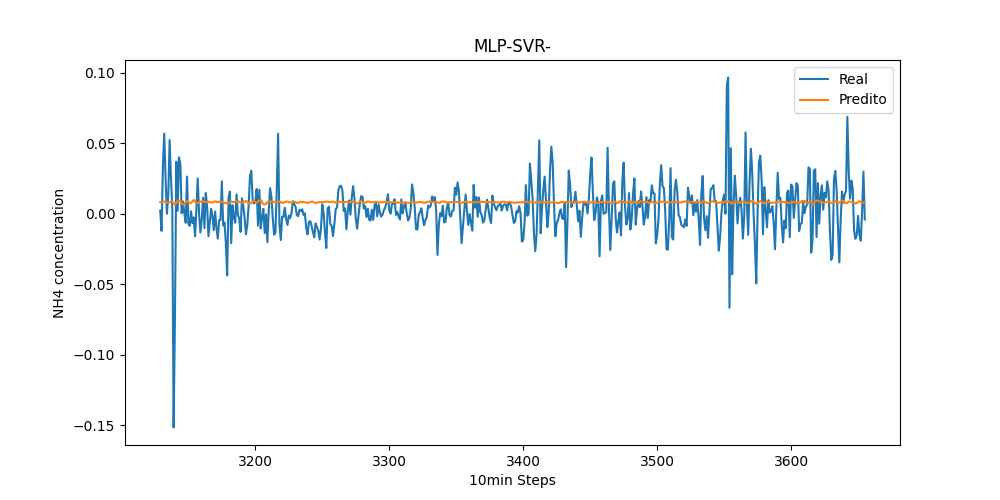 MLP-SVR-
Real
Predito
NH4 concentration
0.10
0.05
0.00
−0.05
−0.10
−0.15
3200 3300 3400 3500 3600
10min Steps